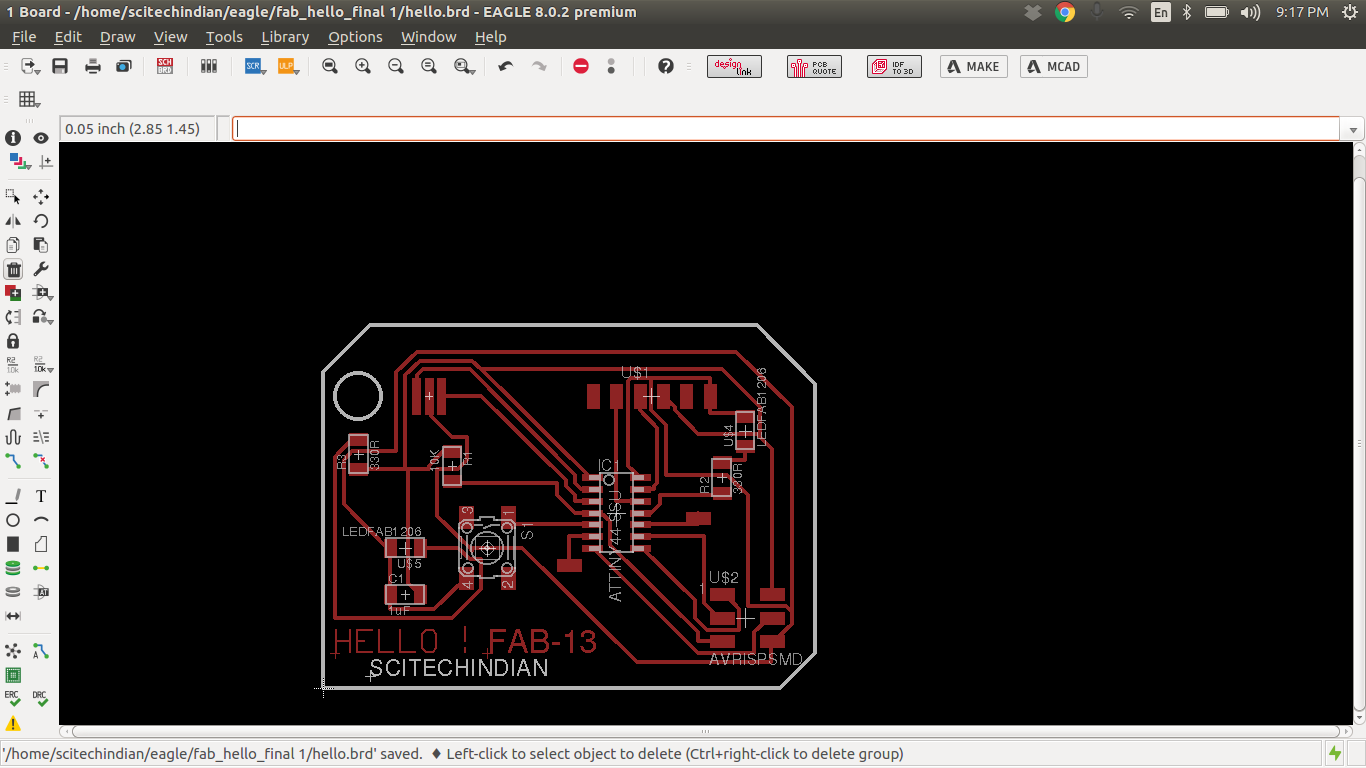 1 Board - /home/scitechindian/eagle/fab_hello_final 1/hello.brd - EAGLE 8.0.2 premium
En
9:17 PM
File Edit Draw View Tools Library Options Window Help
SCH
BRD
SCR
ULP
design
link
PCB
QUOTE
IDF
TO 3D
MAKE
MCAD
0.05 inch (2.85 1.45)
R2
10k
R2
10k
T
ERC
DRC
U$1
LEDFAB1206
U$4
R3
330R
10K
R1
IC1
R2
330R
ATTINY44-SSU
3
1
S1
4
2
LEDFAB1206
U$5
C1
1uF
U$2
AVRISPSMD
HELLO ! FAB-13
SCITECHINDIAN
'/home/scitechindian/eagle/fab_hello_final 1/hello.brd' saved. ♦ Left-click to select object to delete (Ctrl+right-click to delete group)